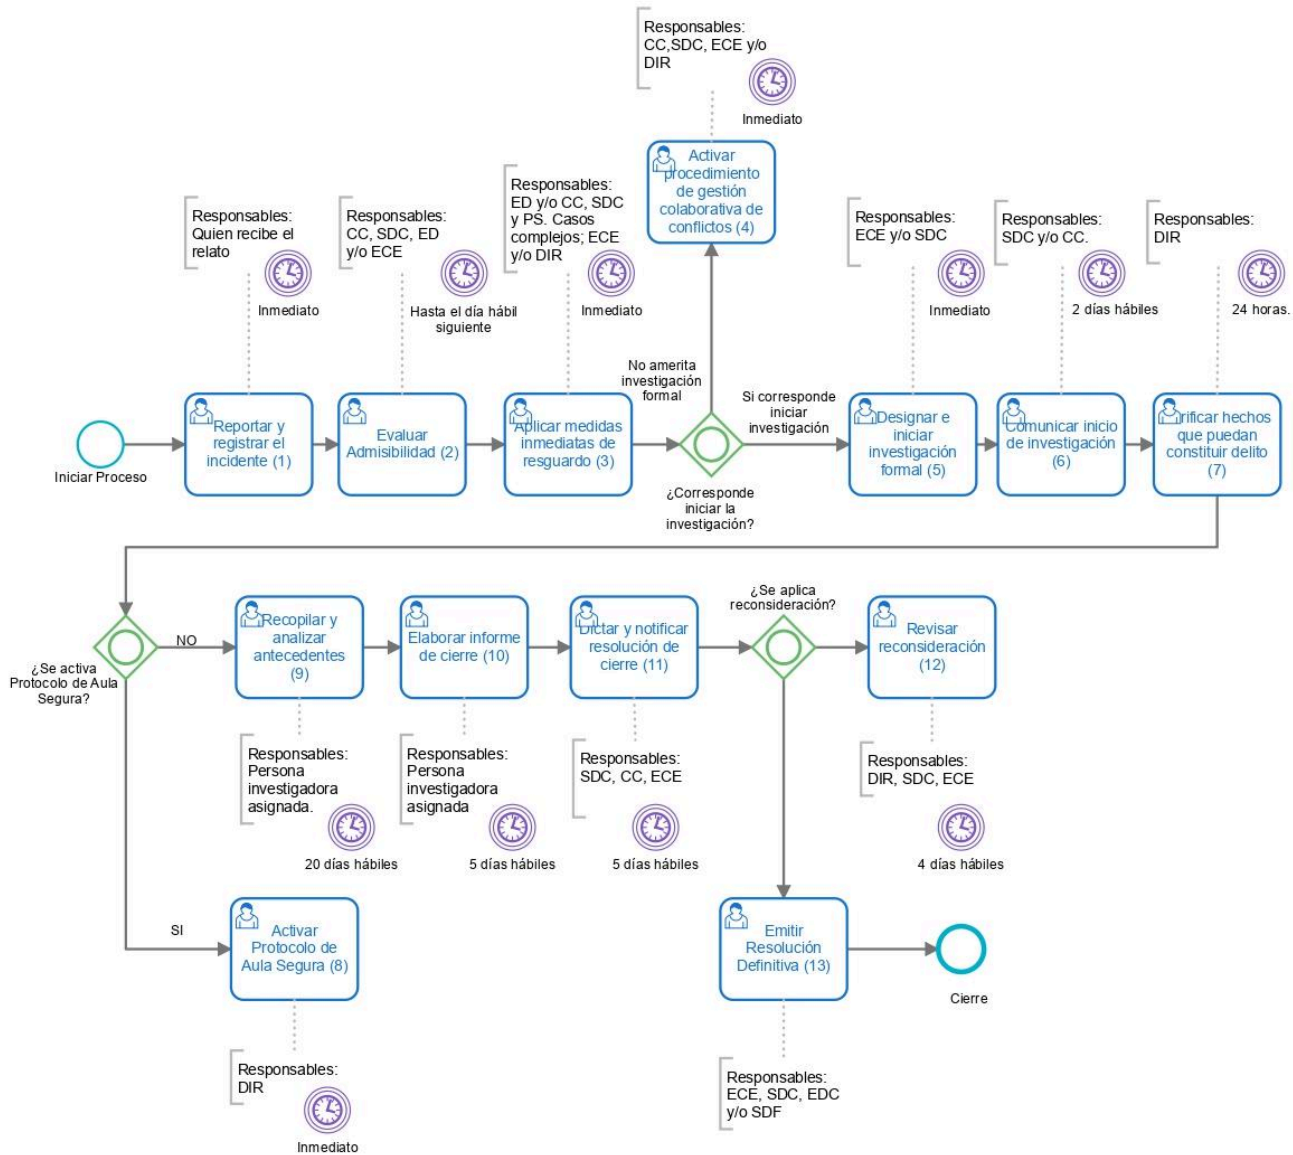 Responsables:
CC,SDC, ECE y/o
DIR
Inmediato
Activar
procedimiento
de gestión
colaborativa de
conflictos (4)
Responsables:
Quien recibe el
relato
Inmediato
Responsables:
CC, SDC, ED
y/o ECE
Hasta el día hábil
siguiente
Responsables:
ED y/o CC, SDC
y PS. Casos
complejos; ECE
y/o DIR
Inmediato
Responsables:
ECE y/o SDC
Inmediato
Responsables:
SDC y/o CC.
2 días hábiles
Responsables:
DIR
24 horas.
No amerita
investigación
formal
Si corresponde
iniciar
investigación
Iniciar Proceso
Reportar y
registrar el
incidente (1)
Evaluar
Admisibilidad (2)
Aplicar medidas
inmediatas de
resguardo (3)
¿Corresponde
iniciar la
investigación?
Designar e
iniciar
investigación
formal (5)
Comunicar inicio
de investigación
(6)
rificar hechos
que puedan
constituir delito
(7)
¿Se activa
Protocolo de Aula
Segura?
NO
Recopilar y
analizar
antecedentes
(9)
Elaborar informe
de cierre (10)
Dictar y notificar
resolución de
cierre (11)
¿Se aplica
reconsideración?
Revisar
reconsideración
(12)
Responsables:
Persona
investigadora
asignada.
20 días hábiles
Responsables:
Persona
investigadora
asignada
5 días hábiles
Responsables:
SDC, CC, ECE
5 días hábiles
Responsables:
DIR, SDC, ECE
4 días hábiles
SI
Activar
Protocolo de
Aula Segura (8)
Emitir
Resolución
Definitiva (13)
Cierre
Responsables:
DIR
Inmediato
Responsables:
ECE, SDC, EDC
y/o SDF